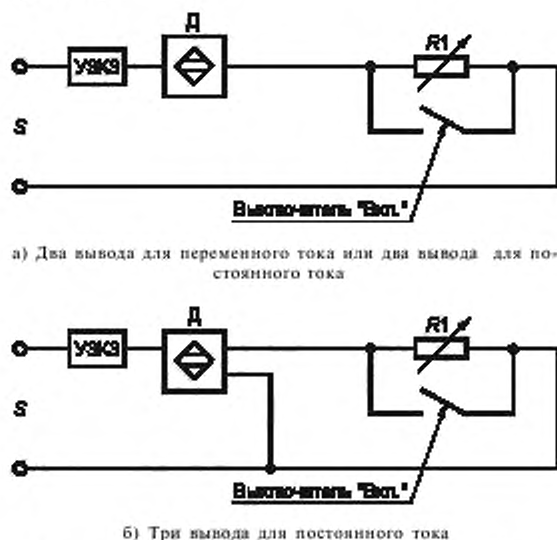 Д
R1
УЗКЗ
S
Выключатель "Вкл."
а) Два вывода для переменного тока или два вывода для по-
стоянного тока
Д
R1
УЗКЗ
S
Выключатель "Вкл."
б) Три вывода для постоянного тока